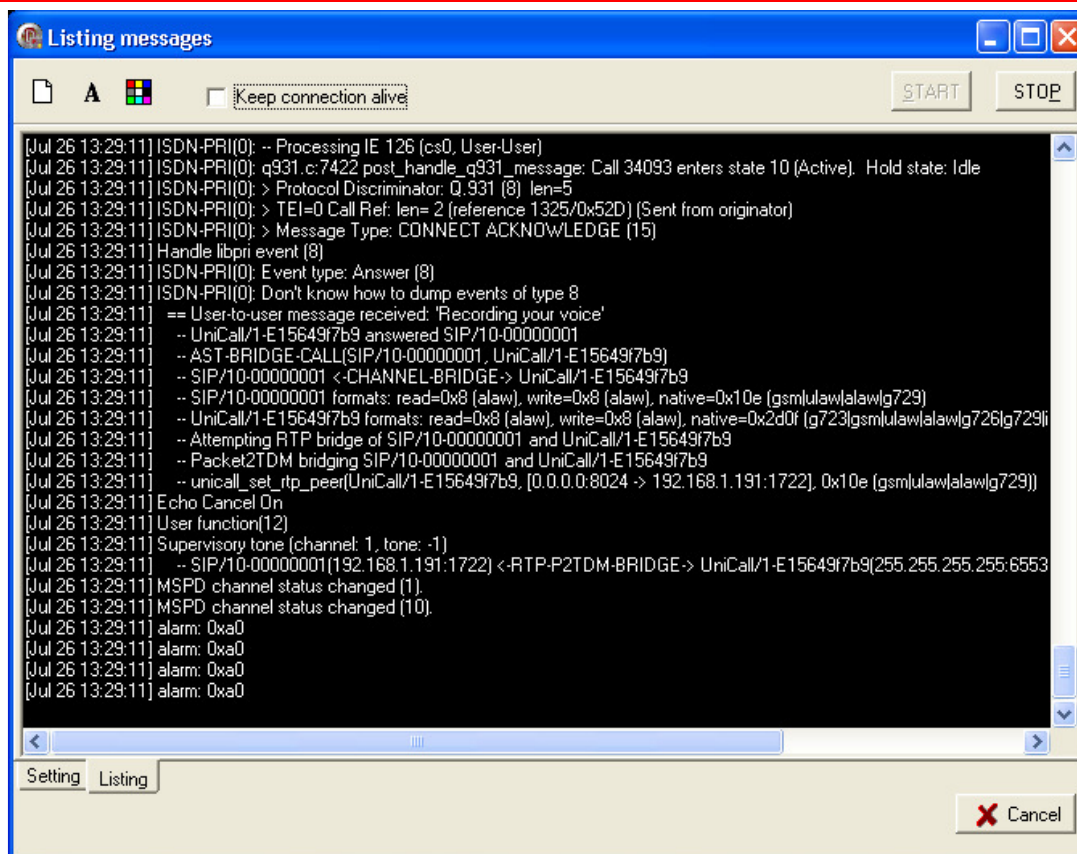 Listing messages
A
Keep connection alive
START
STOP
[Jul 26 13:29:11] ISDN-PRI(0): -- Processing IE 126 (cs0, User-User)
[Jul 26 13:29:11] ISDN-PRI(0): q931.c:7422 post_handle_q931_message: Call 34093 enters state 10 (Active).  Hold state: Idle
[Jul 26 13:29:11] ISDN-PRI(0): > Protocol Discriminator: Q.931 (8)  len=5
[Jul 26 13:29:11] ISDN-PRI(0): > TEI=0 Call Ref: len= 2 (reference 1325/0x52D) (Sent from originator)
[Jul 26 13:29:11] ISDN-PRI(0): > Message Type: CONNECT ACKNOWLEDGE (15)
[Jul 26 13:29:11] Handle libpri event (8)
[Jul 26 13:29:11] ISDN-PRI(0): Event type: Answer (8)
[Jul 26 13:29:11] ISDN-PRI(0): Don't know how to dump events of type 8
[Jul 26 13:29:11]   == User-to-user message received: 'Recording your voice'
[Jul 26 13:29:11]     -- UniCall/1-E15649f7b9 answered SIP/10-00000001
[Jul 26 13:29:11]     -- AST-BRIDGE-CALL(SIP/10-00000001, UniCall/1-E15649f7b9)
[Jul 26 13:29:11]     -- SIP/10-00000001 <-CHANNEL-BRIDGE-> UniCall/1-E15649f7b9
[Jul 26 13:29:11]     -- SIP/10-00000001 formats: read=0x8 (alaw), write=0x8 (alaw), native=0x10e (gsm|ulaw|alaw|g729)
[Jul 26 13:29:11]     -- UniCall/1-E15649f7b9 formats: read=0x8 (alaw), write=0x8 (alaw), native=0x2d0f (g723|gsm|ulaw|alaw|g726|g729|i
[Jul 26 13:29:11]     -- Attempting RTP bridge of SIP/10-00000001 and UniCall/1-E15649f7b9
[Jul 26 13:29:11]     -- Packet2TDM bridging SIP/10-00000001 and UniCall/1-E15649f7b9
[Jul 26 13:29:11]     -- unicall_set_rtp_peer(UniCall/1-E15649f7b9, [0.0.0.0:8024 -> 192.168.1.191:1722], 0x10e (gsm|ulaw|alaw|g729))
[Jul 26 13:29:11] Echo Cancel On
[Jul 26 13:29:11] User function(12)
[Jul 26 13:29:11] Supervisory tone (channel: 1, tone: -1)
[Jul 26 13:29:11]     -- SIP/10-00000001(192.168.1.191:1722) <-RTP-P2TDM-BRIDGE-> UniCall/1-E15649f7b9(255.255.255.255:6553
[Jul 26 13:29:11] MSPD channel status changed (1).
[Jul 26 13:29:11] MSPD channel status changed (10).
[Jul 26 13:29:11] alarm: 0xa0
[Jul 26 13:29:11] alarm: 0xa0
[Jul 26 13:29:11] alarm: 0xa0
[Jul 26 13:29:11] alarm: 0xa0
Setting
Listing
Cancel